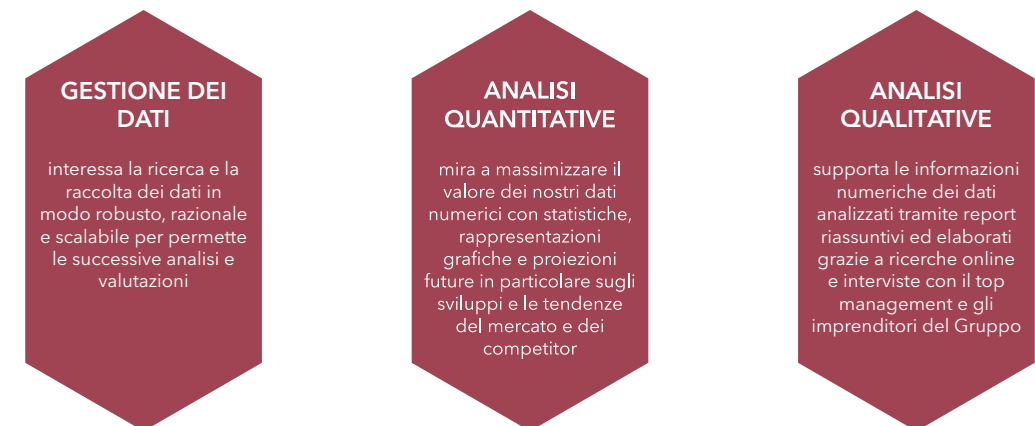 GESTIONE DEI
DATI
interessa la ricerca e la
raccolta dei dati in
modo robusto, razionale
e scalabile per permette
le successive analisi e
valutazioni
ANALISI
QUANTITATIVE
mira a massimizzare il
valore dei nostri dati
numerici con statistiche,
rappresentazioni
grafiche e proiezioni
future in particolare sugli
sviluppi e le tendenze
del mercato e dei
competitor
ANALISI
QUALITATIVE
supporta le informazioni
numeriche dei dati
analizzati tramite report
riassuntivi ed elaborati
grazie a ricerche online
e interviste con il top
management e gli
imprenditori del Gruppo